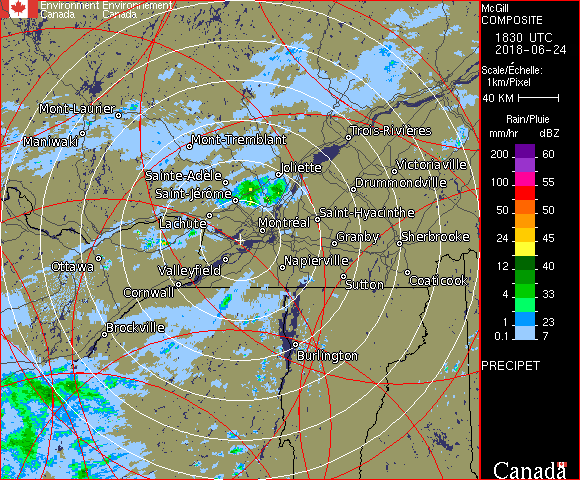 Environment Environnement
Canada Canada
McGill
COMPOSITE
1830 UTC
2018-06-24
Scale/Échelle:
1km/Pixel
40 KM
Rain/Pluie
mm/hr dBZ
200 60
100 55
50 50
24 45
12 40
4 33
1 23
0.1 7
PRECIPET
Canada
Mont-Laurier
Maniwaki
Mont-Tremblant
Trois-Rivières
Joliette
Victoriaville
Sainte-Adèle
Drummondville
Saint-Jérôme
Saint-Hyacinthe
Lachute
Montréal
Granby
Sherbrooke
Ottawa
Valleyfield
Napierville
Sutton
Coaticook
Cornwall
Brockville
Burlington